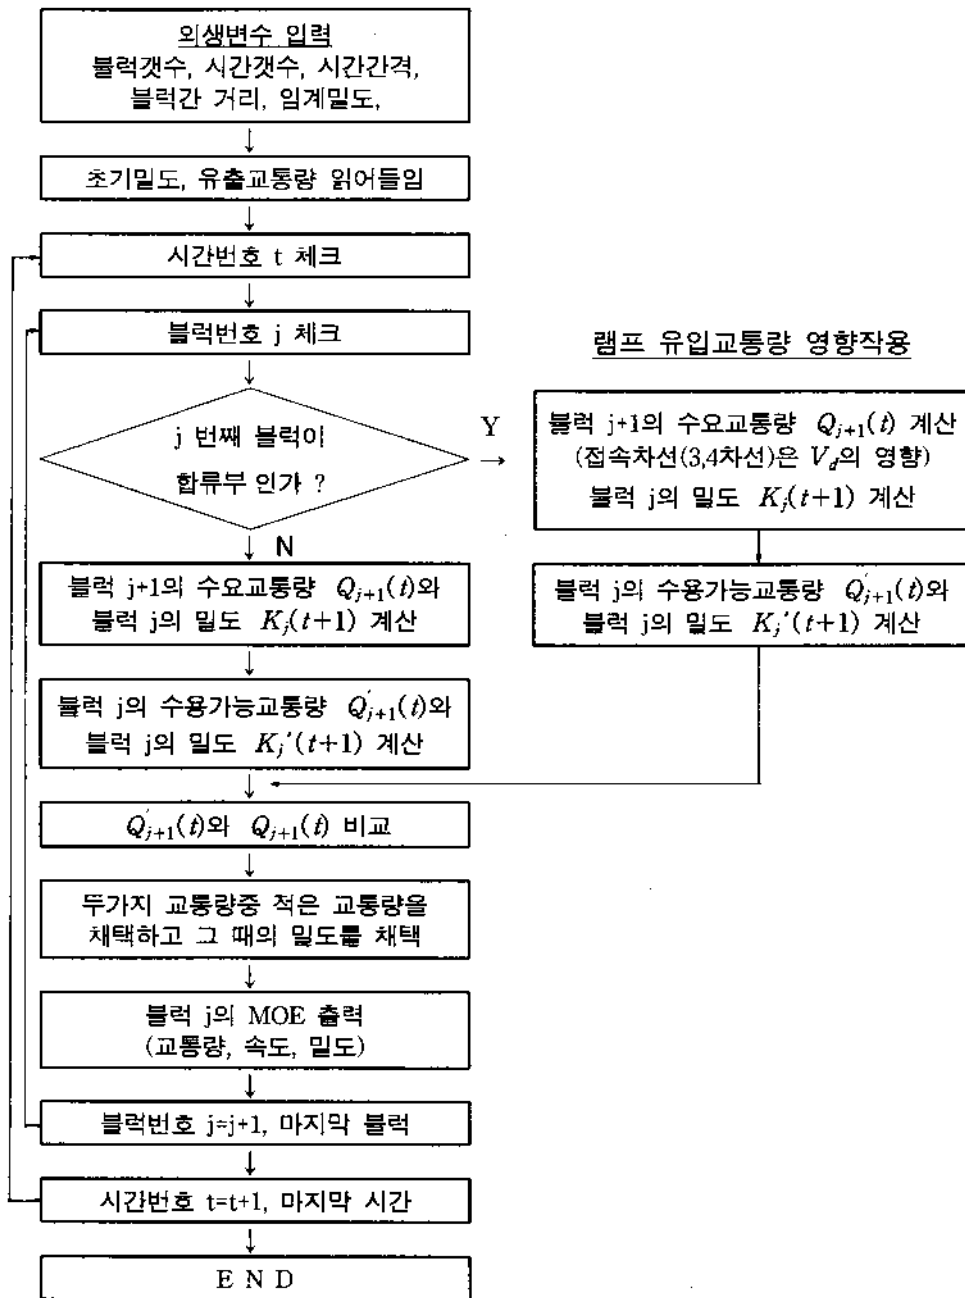 외생변수 입력
블럭갯수, 시간갯수, 시간간격,
블럭간 거리, 임계밀도,
초기밀도, 유출교통량 읽어들임
시간번호 t 체크
블럭번호 j 체크
j 번째 블럭이
합류부 인가 ?
Y
N
램프 유입교통량 영향작용
블럭 j+1의 수요교통량 Q_{j+1}(t) 계산
(접속차선(3,4차선)은 V_d의 영향)
블럭 j의 밀도 K_j(t+1) 계산
블럭 j의 수용가능교통량 Q'_{j+1}(t)와
블럭 j의 밀도 K_j'(t+1) 계산
블럭 j+1의 수요교통량 Q_{j+1}(t)와
블럭 j의 밀도 K_j(t+1) 계산
블럭 j의 수용가능교통량 Q'_{j+1}(t)와
블럭 j의 밀도 K_j'(t+1) 계산
Q'_{j+1}(t)와 Q_{j+1}(t) 비교
두가지 교통량중 적은 교통량을
채택하고 그 때의 밀도를 채택
블럭 j의 MOE 출력
(교통량, 속도, 밀도)
블럭번호 j=j+1, 마지막 블럭
시간번호 t=t+1, 마지막 시간
E N D